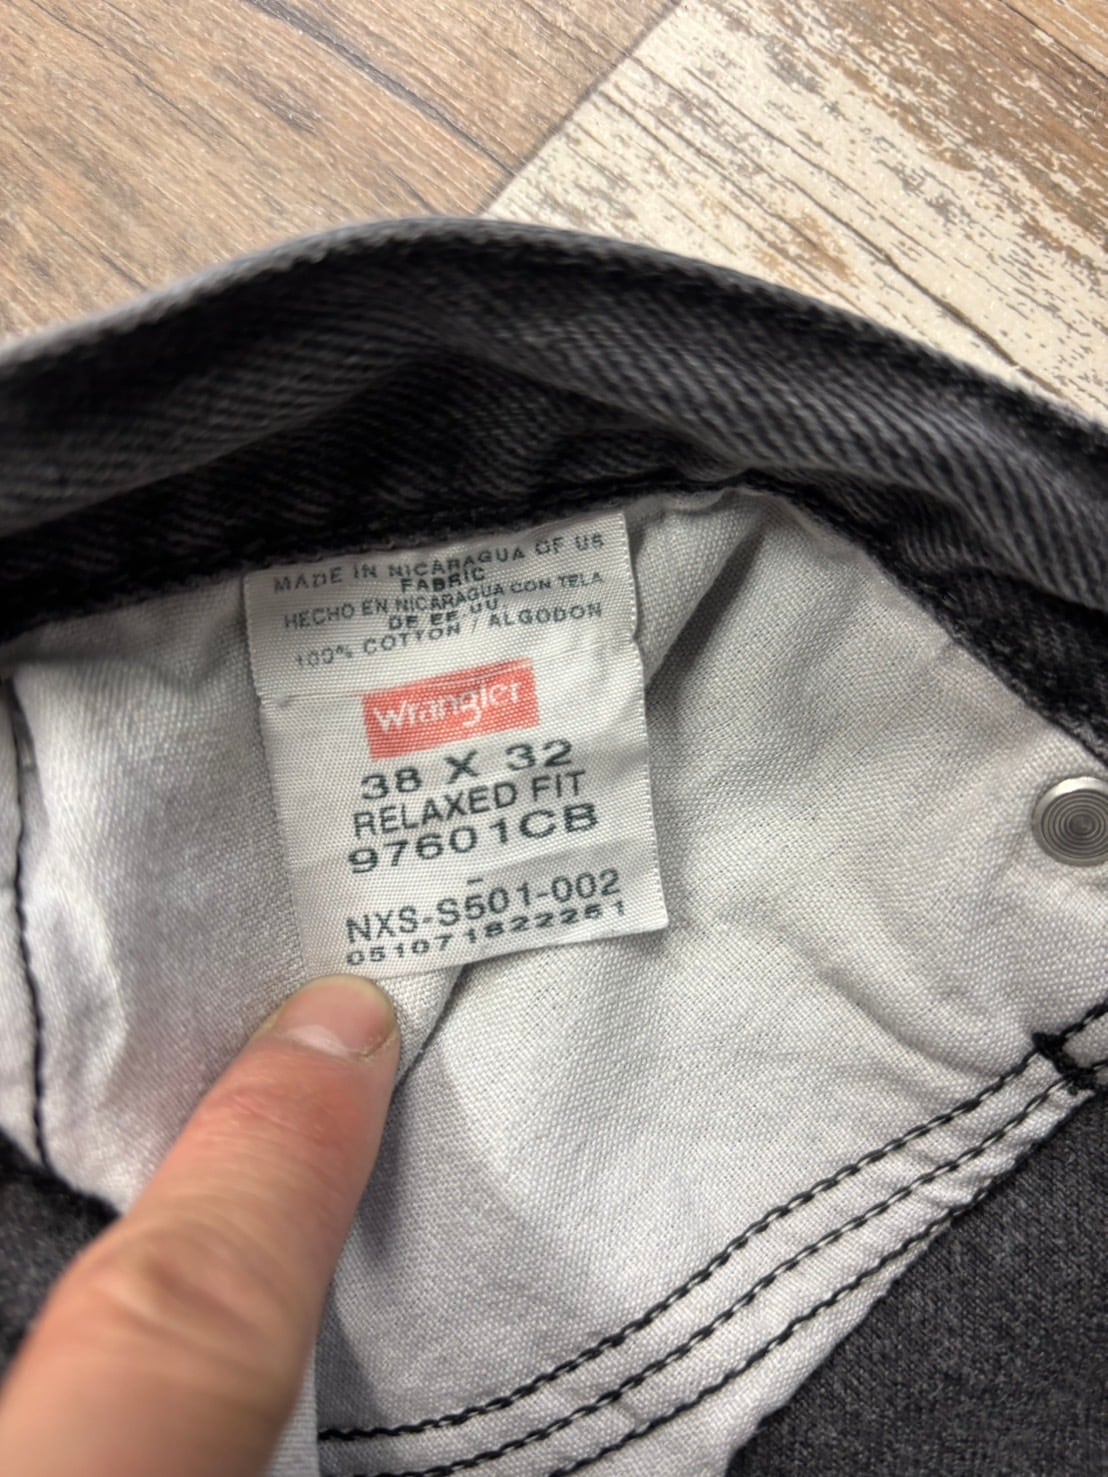 MADE IN NICARAGUA OF US
FABRIC
HECHO EN NICARAGUA CON TELA
DE EE UU
100% COTTON / ALGODON
Wrangler
38 X 32
RELAXED FIT
97601CB
NXS-S501-002
051071822251